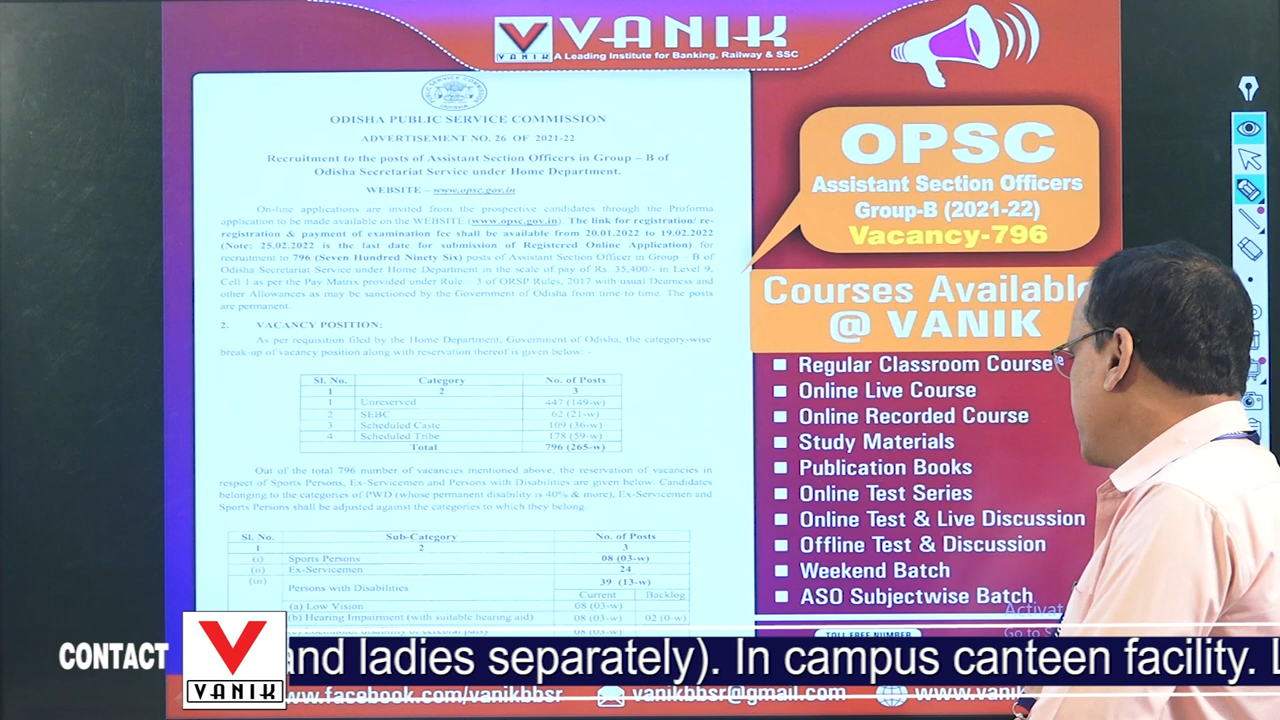 VANIK
VANIK
A Leading Institute for Banking, Railway & SSC
ODISHA PUBLIC SERVICE COMMISSION
ADVERTISEMENT NO. 26 OF 2021-22
Recruitment to the posts of Assistant Section Officers in Group – B of
Odisha Secretariat Service under Home Department.
WEBSITE – www.opsc.gov.in
On-line applications are invited from the prospective candidates through the Proforma
application to be made available on the WEBSITE (www.opsc.gov.in). The link for registration/ re-
registration & payment of examination fee shall be available from 20.01.2022 to 19.02.2022
(Note: 25.02.2022 is the last date for submission of Registered Online Application) for
recruitment to 796 (Seven Hundred Ninety Six) posts of Assistant Section Officer in Group – B of
Odisha Secretariat Service under Home Department in the scale of pay of Rs. 35,400/- in Level 9,
Cell 1 as per the Pay Matrix provided under Rule – 3 of ORSP Rules, 2017 with usual Dearness and
other Allowances as may be sanctioned by the Government of Odisha from time to time. The posts
are permanent.
2. VACANCY POSITION:
As per requisition filed by the Home Department, Government of Odisha, the category-wise
break-up of vacancy position along with reservation thereof is given below: -
Sl. No. Category No. of Posts
1 2 3
1 Unreserved 447 (149-w)
2 SEBC 62 (21-w)
3 Scheduled Caste 109 (36-w)
4 Scheduled Tribe 178 (59-w)
Total 796 (265-w)
Out of the total 796 number of vacancies mentioned above, the reservation of vacancies in
respect of Sports Persons, Ex-Servicemen and Persons with Disabilities are given below. Candidates
belonging to the categories of PWD (whose permanent disability is 40% & more), Ex-Servicemen and
Sports Persons shall be adjusted against the categories to which they belong.
Sl. No. Sub-Category No. of Posts
1 2 3
(i) Sports Persons 08 (03-w)
(ii) Ex-Servicemen 24
(iii) Persons with Disabilities 39 (13-w)
Current Backlog
(a) Low Vision 08 (03-w)
(b) Hearing Impairment (with suitable hearing aid) 08 (03-w) 02 (0-w)
OPSC
Assistant Section Officers
Group-B (2021-22)
Vacancy-796
Courses Available
@ VANIK
Regular Classroom Course
Online Live Course
Online Recorded Course
Study Materials
Publication Books
Online Test Series
Online Test & Live Discussion
Offline Test & Discussion
Weekend Batch
ASO Subjectwise Batch
Activat
Go to S
TOLL FREE NUMBER
CONTACT
VANIK
and ladies separately). In campus canteen facility.
www.facebook.com/vanikbbsr vanikbbsr@gmail.com www.vanik